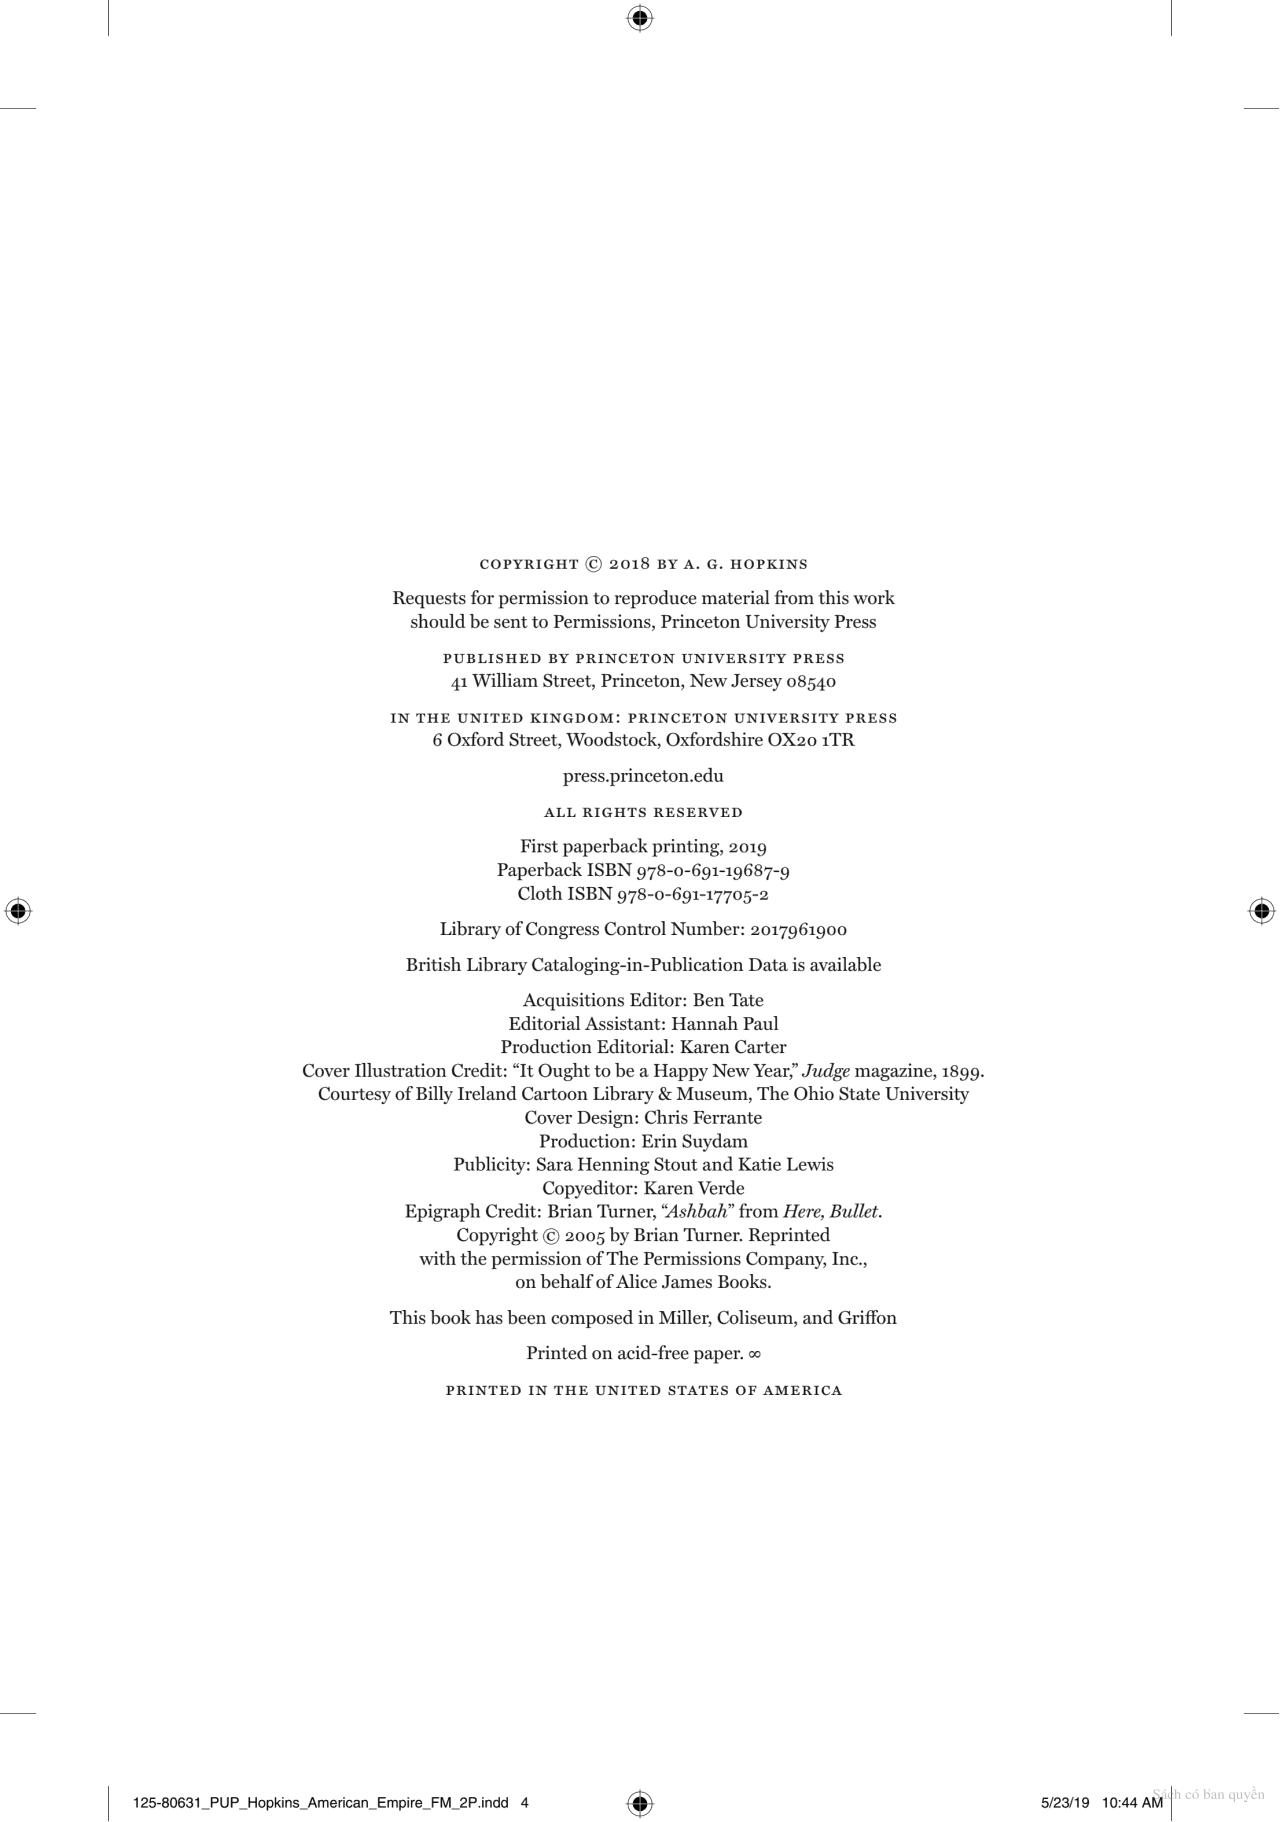 COPYRIGHT © 2018 BY A. G. HOPKINS
Requests for permission to reproduce material from this work
should be sent to Permissions, Princeton University Press
PUBLISHED BY PRINCETON UNIVERSITY PRESS
41 William Street, Princeton, New Jersey 08540
IN THE UNITED KINGDOM: PRINCETON UNIVERSITY PRESS
6 Oxford Street, Woodstock, Oxfordshire OX20 1TR
press.princeton.edu
ALL RIGHTS RESERVED
First paperback printing, 2019
Paperback ISBN 978-0-691-19687-9
Cloth ISBN 978-0-691-17705-2
Library of Congress Control Number: 2017961900
British Library Cataloging-in-Publication Data is available
Acquisitions Editor: Ben Tate
Editorial Assistant: Hannah Paul
Production Editorial: Karen Carter
Cover Illustration Credit: “It Ought to be a Happy New Year,” Judge magazine, 1899.
Courtesy of Billy Ireland Cartoon Library & Museum, The Ohio State University
Cover Design: Chris Ferrante
Production: Erin Suydam
Publicity: Sara Henning Stout and Katie Lewis
Copyeditor: Karen Verde
Epigraph Credit: Brian Turner, “Ashbah” from Here, Bullet.
Copyright © 2005 by Brian Turner. Reprinted
with the permission of The Permissions Company, Inc.,
on behalf of Alice James Books.
This book has been composed in Miller, Coliseum, and Griffon
Printed on acid-free paper. ∞
PRINTED IN THE UNITED STATES OF AMERICA
125-80631_PUP_Hopkins_American_Empire_FM_2P.indd 4
5/23/19 10:44 AM
Sách có bản quyền